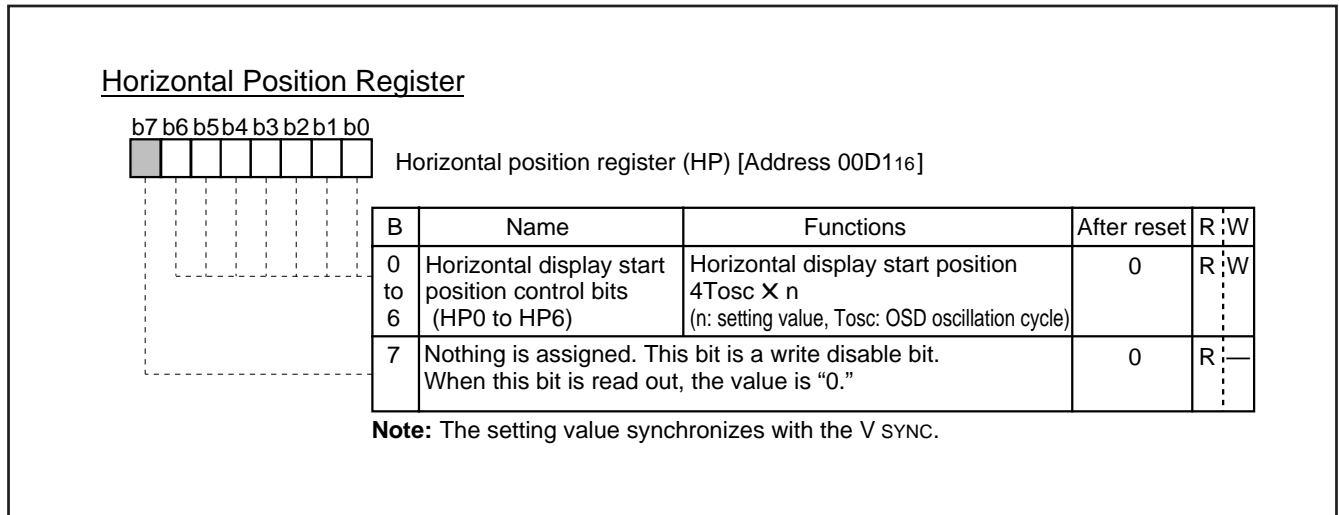 Horizontal Position Register
b7 b6 b5 b4 b3 b2 b1 b0
Horizontal position register (HP) [Address 00D116]
B Name Functions After reset R W
0 to 6 Horizontal display start position control bits (HP0 to HP6) Horizontal display start position 4Tosc ✕ n (n: setting value, Tosc: OSD oscillation cycle) 0 R W
7 Nothing is assigned. This bit is a write disable bit. When this bit is read out, the value is “0.” 0 R —
Note: The setting value synchronizes with the V SYNC.